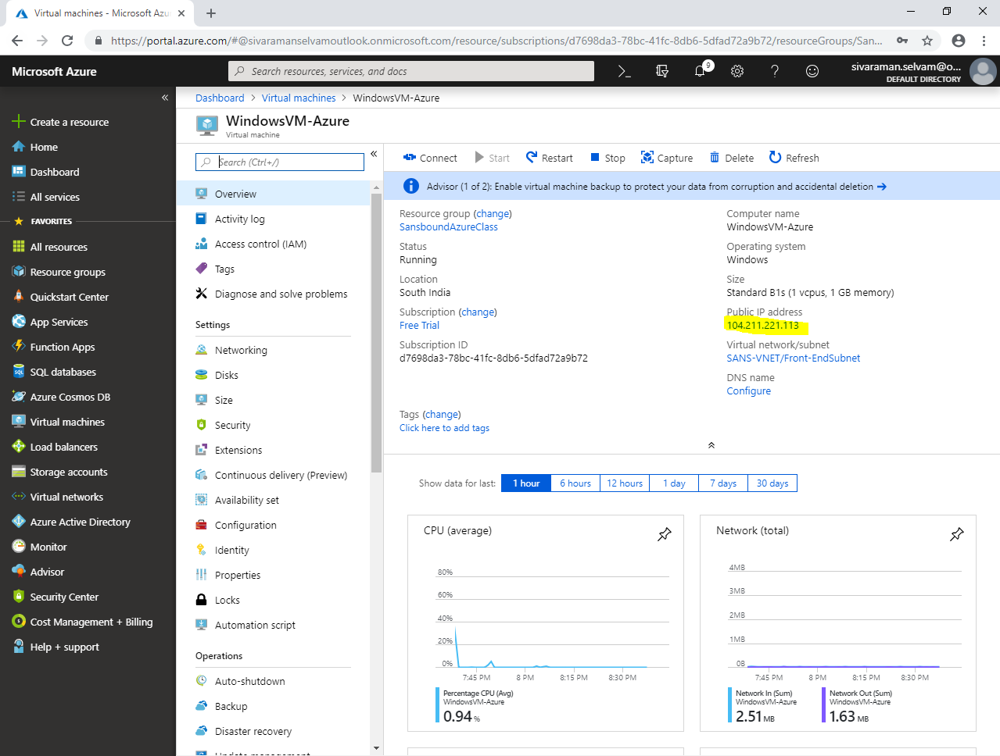 Virtual machines - Microsoft Azu
https://portal.azure.com/#@sivaramanselvamoutlook.onmicrosoft.com/resource/subscriptions/d7698da3-78bc-41fc-8db6-5dfad72a9b72/resourceGroups/San...
Microsoft Azure
Search resources, services, and docs
9
sivaraman.selvam@o...
DEFAULT DIRECTORY
Create a resource
Home
Dashboard
All services
FAVORITES
All resources
Resource groups
Quickstart Center
App Services
Function Apps
SQL databases
Azure Cosmos DB
Virtual machines
Load balancers
Storage accounts
Virtual networks
Azure Active Directory
Monitor
Advisor
Security Center
Cost Management + Billing
Help + support
Dashboard > Virtual machines > WindowsVM-Azure
WindowsVM-Azure
Virtual machine
Search (Ctrl+/)
Overview
Activity log
Access control (IAM)
Tags
Diagnose and solve problems
Settings
Networking
Disks
Size
Security
Extensions
Continuous delivery (Preview)
Availability set
Configuration
Identity
Properties
Locks
Automation script
Operations
Auto-shutdown
Backup
Disaster recovery
Update management
Connect Start Restart Stop Capture Delete Refresh
Advisor (1 of 2): Enable virtual machine backup to protect your data from corruption and accidental deletion
Resource group (change)
SansboundAzureClass
Status
Running
Location
South India
Subscription (change)
Free Trial
Subscription ID
d7698da3-78bc-41fc-8db6-5dfad72a9b72
Computer name
WindowsVM-Azure
Operating system
Windows
Size
Standard B1s (1 vcpus, 1 GB memory)
Public IP address
104.211.221.113
Virtual network/subnet
SANS-VNET/Front-EndSubnet
DNS name
Configure
Tags (change)
Click here to add tags
Show data for last: 1 hour 6 hours 12 hours 1 day 7 days 30 days
CPU (average)
80%
60%
40%
20%
0%
7:45 PM 8 PM 8:15 PM 8:30 PM
Percentage CPU (Avg)
WindowsVM-Azure
0.94 %
Network (total)
4MB
3MB
2MB
1MB
0B
7:45 PM 8 PM 8:15 PM 8:30 PM
Network In (Sum)
WindowsVM-Azure
2.51 MB
Network Out (Sum)
WindowsVM-Azure
1.63 MB